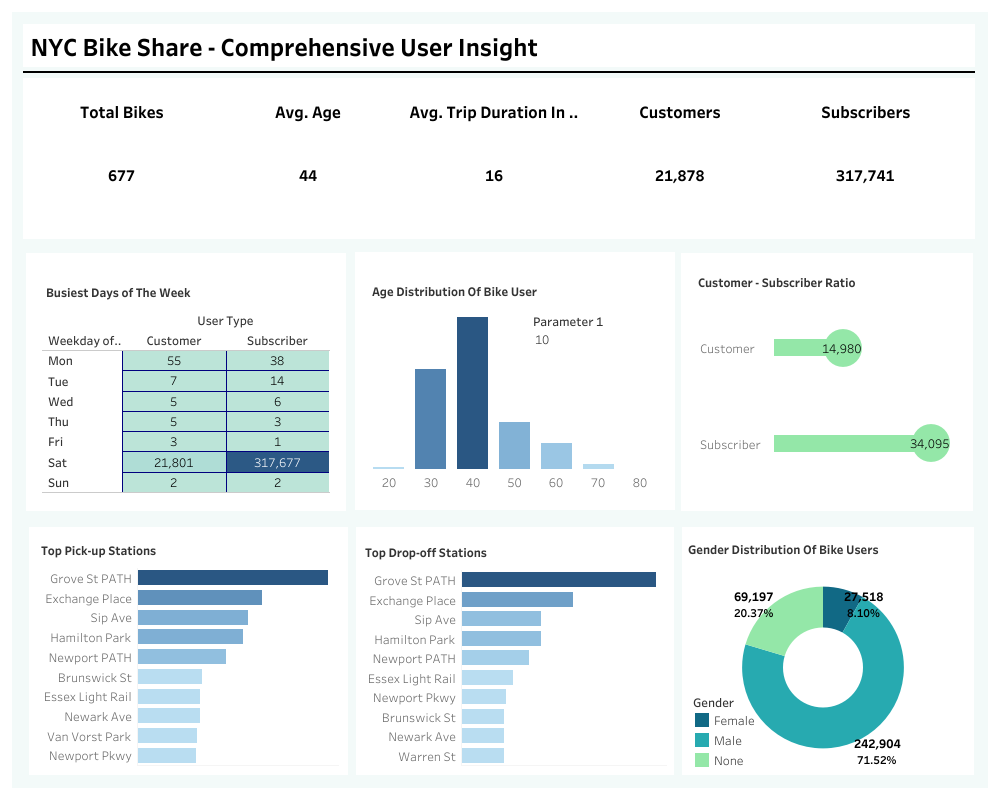 NYC Bike Share - Comprehensive User Insight
Total Bikes Avg. Age Avg. Trip Duration In .. Customers Subscribers
677 44 16 21,878 317,741
Busiest Days of The Week
User Type
Weekday of.. Customer Subscriber
Mon 55 38
Tue 7 14
Wed 5 6
Thu 5 3
Fri 3 1
Sat 21,801 317,677
Sun 2 2
Age Distribution Of Bike User
Parameter 1
10
20 30 40 50 60 70 80
Customer - Subscriber Ratio
Customer 14,980
Subscriber 34,095
Top Pick-up Stations
Grove St PATH
Exchange Place
Sip Ave
Hamilton Park
Newport PATH
Brunswick St
Essex Light Rail
Newark Ave
Van Vorst Park
Newport Pkwy
Top Drop-off Stations
Grove St PATH
Exchange Place
Sip Ave
Hamilton Park
Newport PATH
Essex Light Rail
Newport Pkwy
Brunswick St
Newark Ave
Warren St
Gender Distribution Of Bike Users
69,197 27,518
20.37% 8.10%
Gender
Female
Male
None
242,904
71.52%